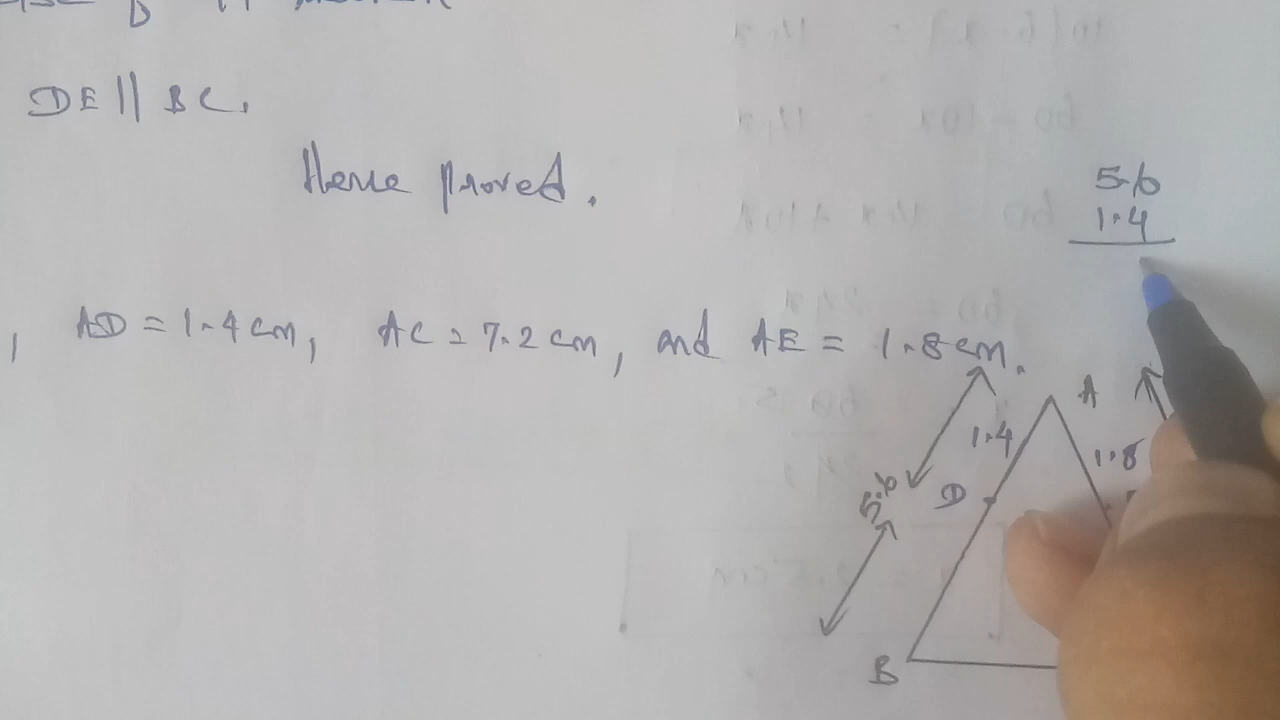 DE || BC.
Hence proved.
5.6
1.4
, AD = 1.4 cm, AC = 7.2 cm, and AE = 1.8 cm.
A
1.4
1.8
5.6
D
B